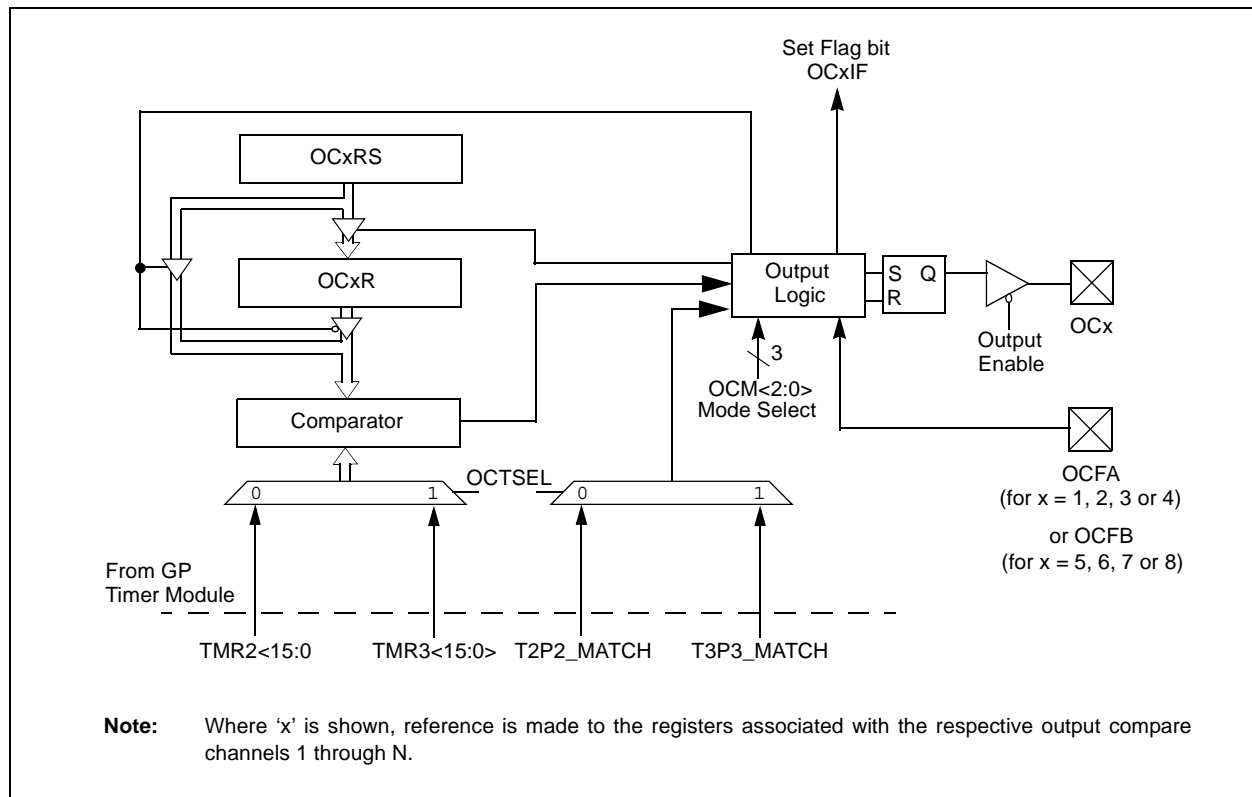 Set Flag bit
OCxIF
OCxRS
OCxR
Output
Logic
S Q
R
OCx
Output
Enable
3
OCM<2:0>
Mode Select
Comparator
OCTSEL
0 1
0 1
OCFA
(for x = 1, 2, 3 or 4)
or OCFB
(for x = 5, 6, 7 or 8)
From GP
Timer Module
TMR2<15:0
TMR3<15:0>
T2P2_MATCH
T3P3_MATCH
Note: Where ‘x’ is shown, reference is made to the registers associated with the respective output compare
channels 1 through N.